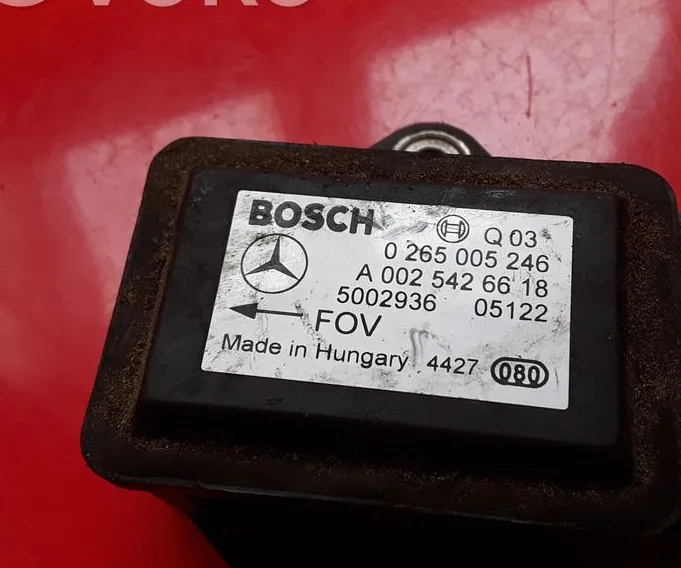 BOSCH Q 03
0 265 005 246
A 002 542 66 18
5002936 05122
FOV
Made in Hungary 4427 080